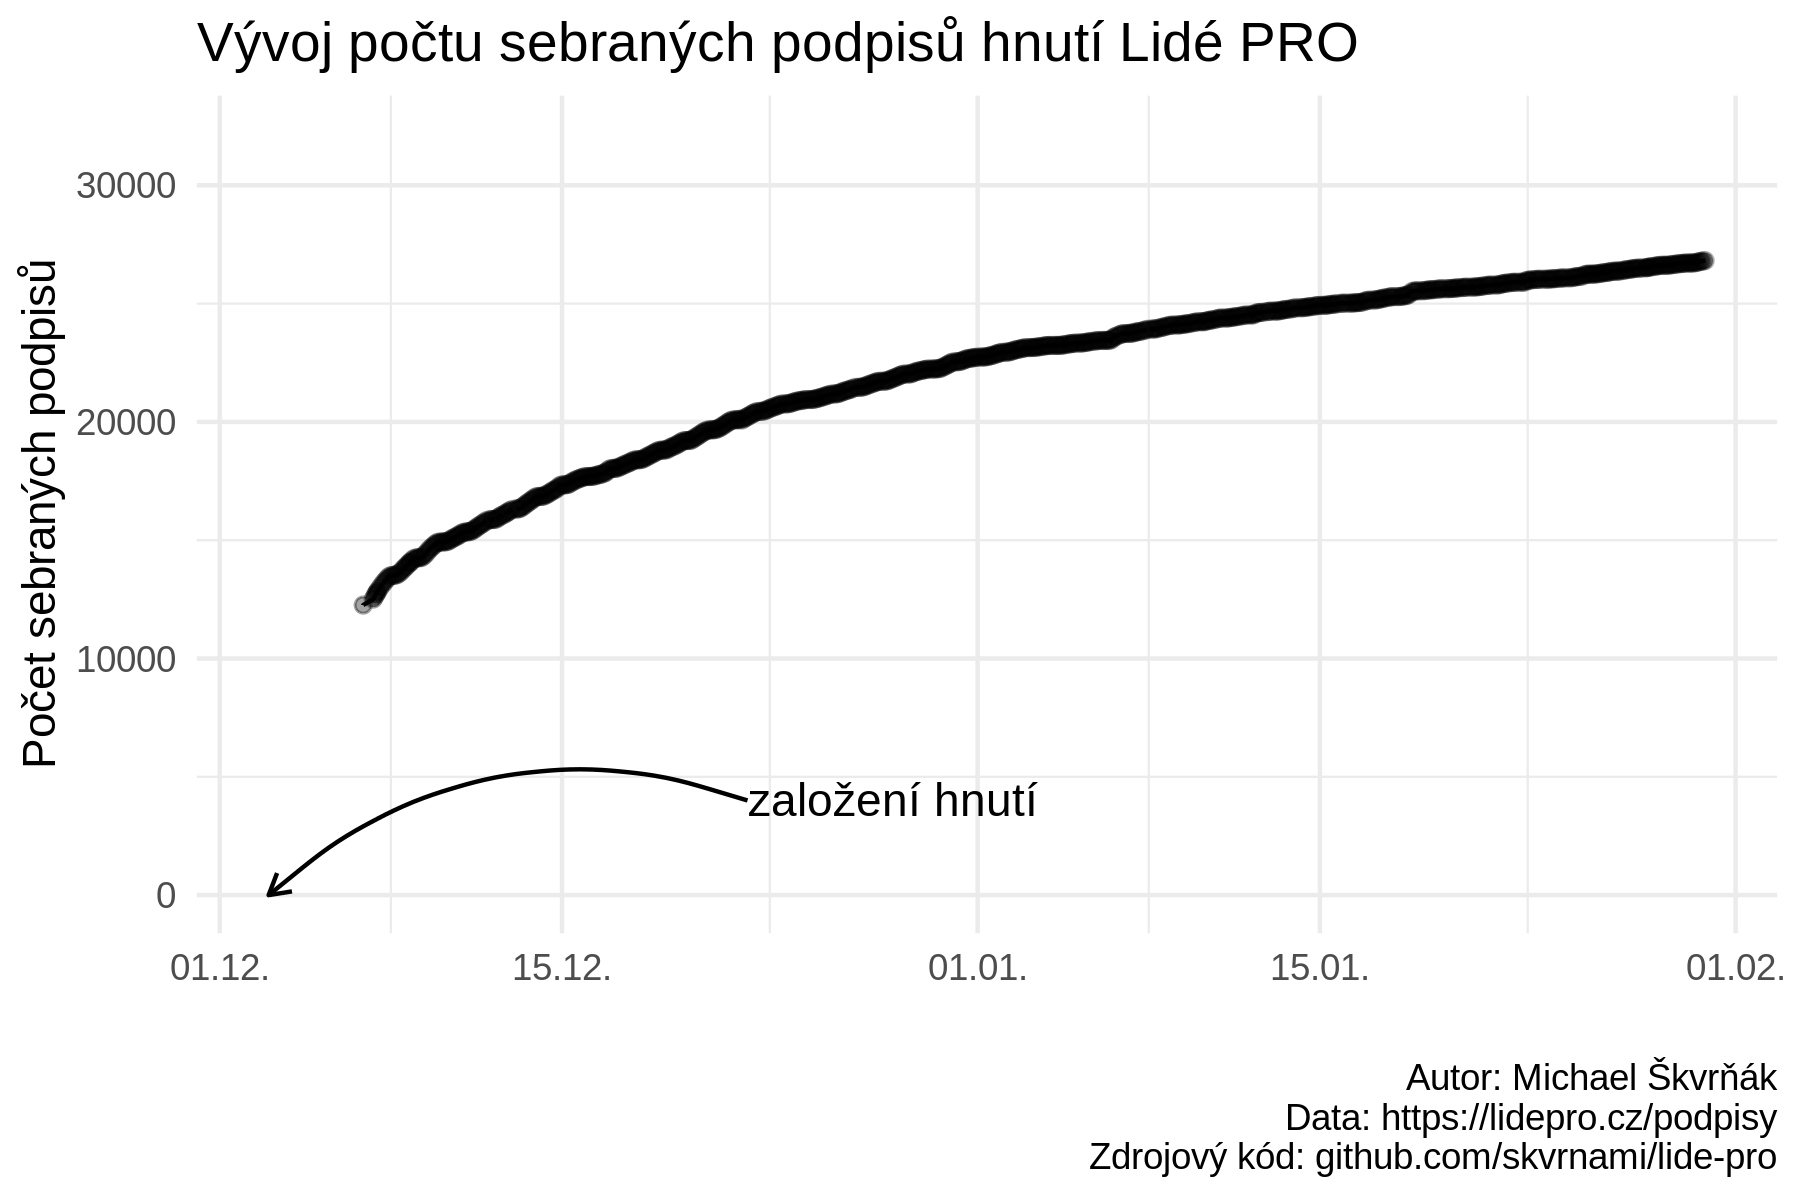 Vývoj počtu sebraných podpisů hnutí Lidé PRO
Počet sebraných podpisů
30000
20000
10000
0
založení hnutí
01.12.
15.12.
01.01.
15.01.
01.02.
Autor: Michael Škvrňák
Data: https://lidepro.cz/podpisy
Zdrojový kód: github.com/skvrnami/lide-pro